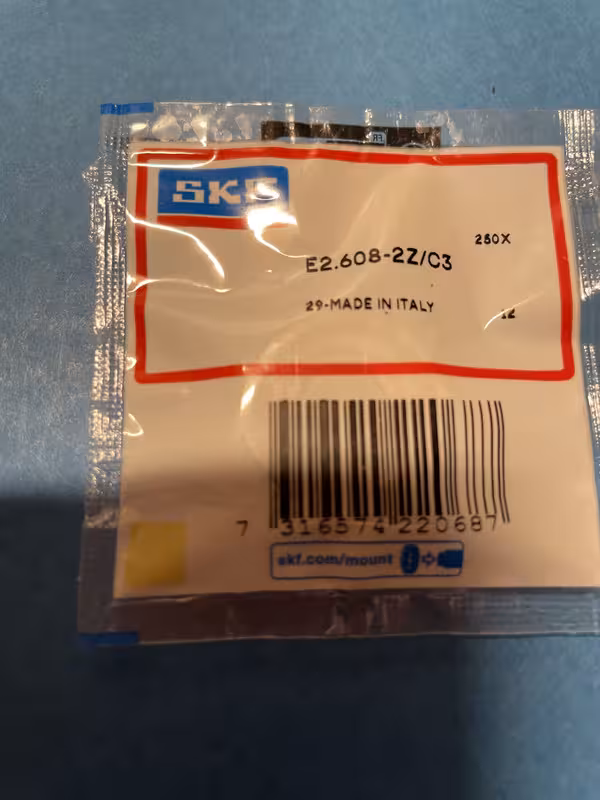 SKF
250X
E2.608-2Z/C3
29-MADE IN ITALY
7 316574 220687
skf.com/mount